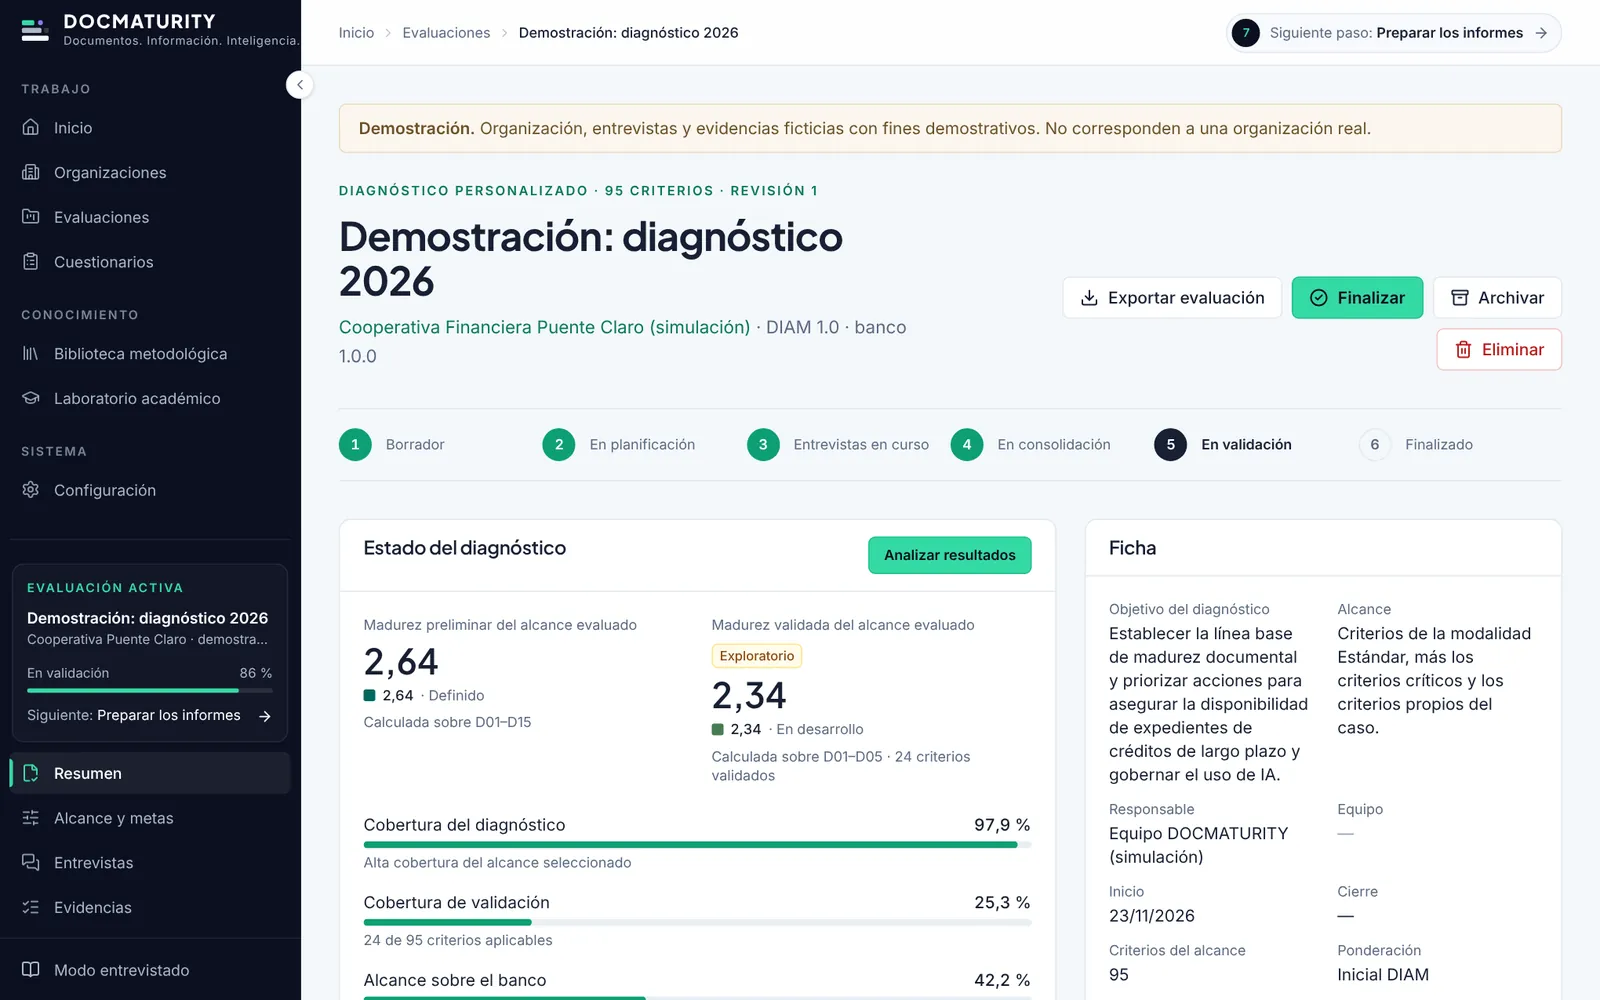 DOCMATURITY
Documentos. Información. Inteligencia.
TRABAJO
Inicio
Organizaciones
Evaluaciones
Cuestionarios
CONOCIMIENTO
Biblioteca metodológica
Laboratorio académico
SISTEMA
Configuración
EVALUACIÓN ACTIVA
Demostración: diagnóstico 2026
Cooperativa Puente Claro · demostra...
En validación 86 %
Siguiente: Preparar los informes
Resumen
Alcance y metas
Entrevistas
Evidencias
Modo entrevistado
Inicio Evaluaciones Demostración: diagnóstico 2026
7 Siguiente paso: Preparar los informes
Demostración. Organización, entrevistas y evidencias ficticias con fines demostrativos. No corresponden a una organización real.
DIAGNÓSTICO PERSONALIZADO · 95 CRITERIOS · REVISIÓN 1
Demostración: diagnóstico
2026
Cooperativa Financiera Puente Claro (simulación) · DIAM 1.0 · banco
1.0.0
Exportar evaluación
Finalizar
Archivar
Eliminar
1 Borrador
2 En planificación
3 Entrevistas en curso
4 En consolidación
5 En validación
6 Finalizado
Estado del diagnóstico
Analizar resultados
Madurez preliminar del alcance evaluado
2,64
2,64 · Definido
Calculada sobre D01–D15
Madurez validada del alcance evaluado
Exploratorio
2,34
2,34 · En desarrollo
Calculada sobre D01–D05 · 24 criterios
validados
Cobertura del diagnóstico 97,9 %
Alta cobertura del alcance seleccionado
Cobertura de validación 25,3 %
24 de 95 criterios aplicables
Alcance sobre el banco 42,2 %
Ficha
Objetivo del diagnóstico
Establecer la línea base
de madurez documental
y priorizar acciones para
asegurar la disponibilidad
de expedientes de
créditos de largo plazo y
gobernar el uso de IA.
Alcance
Criterios de la modalidad
Estándar, más los
criterios críticos y los
criterios propios del
caso.
Responsable
Equipo DOCMATURITY
(simulación)
Equipo
—
Inicio
23/11/2026
Cierre
—
Criterios del alcance
95
Ponderación
Inicial DIAM